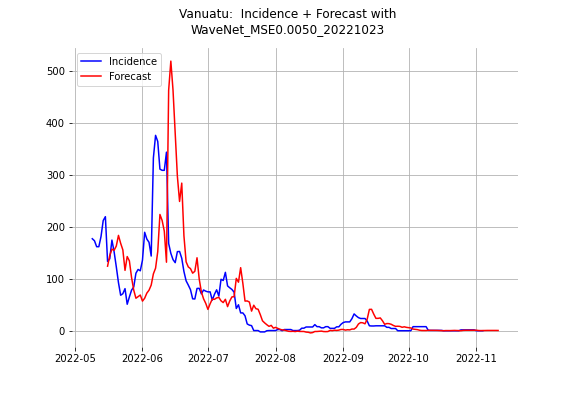 Vanuatu:  Incidence + Forecast with
WaveNet_MSE0.0050_20221023
Incidence
Forecast
500
400
300
200
100
0
2022-05 2022-06 2022-07 2022-08 2022-09 2022-10 2022-11